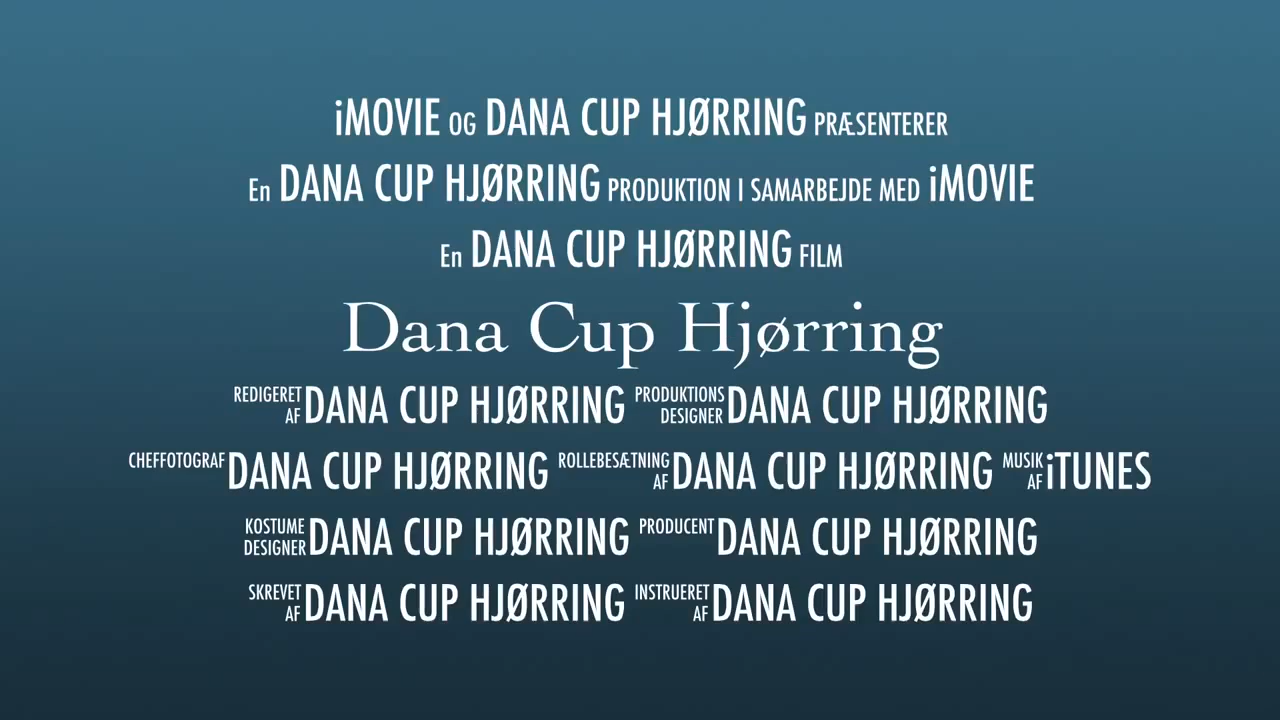 iMOVIE OG DANA CUP HJØRRING PRÆSENTERER
En DANA CUP HJØRRING PRODUKTION I SAMARBEJDE MED iMOVIE
En DANA CUP HJØRRING FILM
Dana Cup Hjørring
REDIGERET AF DANA CUP HJØRRING PRODUKTIONS DESIGNER DANA CUP HJØRRING
CHEFFOTOGRAF DANA CUP HJØRRING ROLLEBESÆTNING AF DANA CUP HJØRRING MUSIK AF iTUNES
KOSTUME DESIGNER DANA CUP HJØRRING PRODUCENT DANA CUP HJØRRING
SKREVET AF DANA CUP HJØRRING INSTRUERET AF DANA CUP HJØRRING